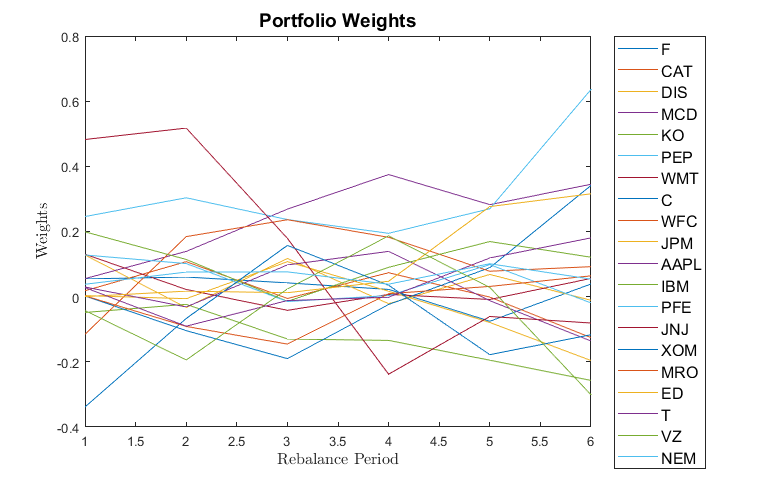 Portfolio Weights
0.8
0.6
0.4
0.2
0
-0.2
-0.4
Weights
1 1.5 2 2.5 3 3.5 4 4.5 5 5.5 6
Rebalance Period
F
CAT
DIS
MCD
KO
PEP
WMT
C
WFC
JPM
AAPL
IBM
PFE
JNJ
XOM
MRO
ED
T
VZ
NEM